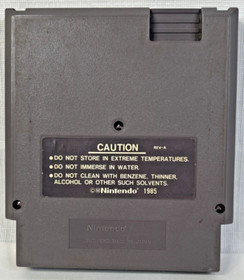 CAUTION REV-A
•DO NOT STORE IN EXTREME TEMPERATURES.
•DO NOT IMMERSE IN WATER.
•DO NOT CLEAN WITH BENZENE, THINNER,
ALCOHOL OR OTHER SUCH SOLVENTS.
©®Nintendo® 1985
Nintendo